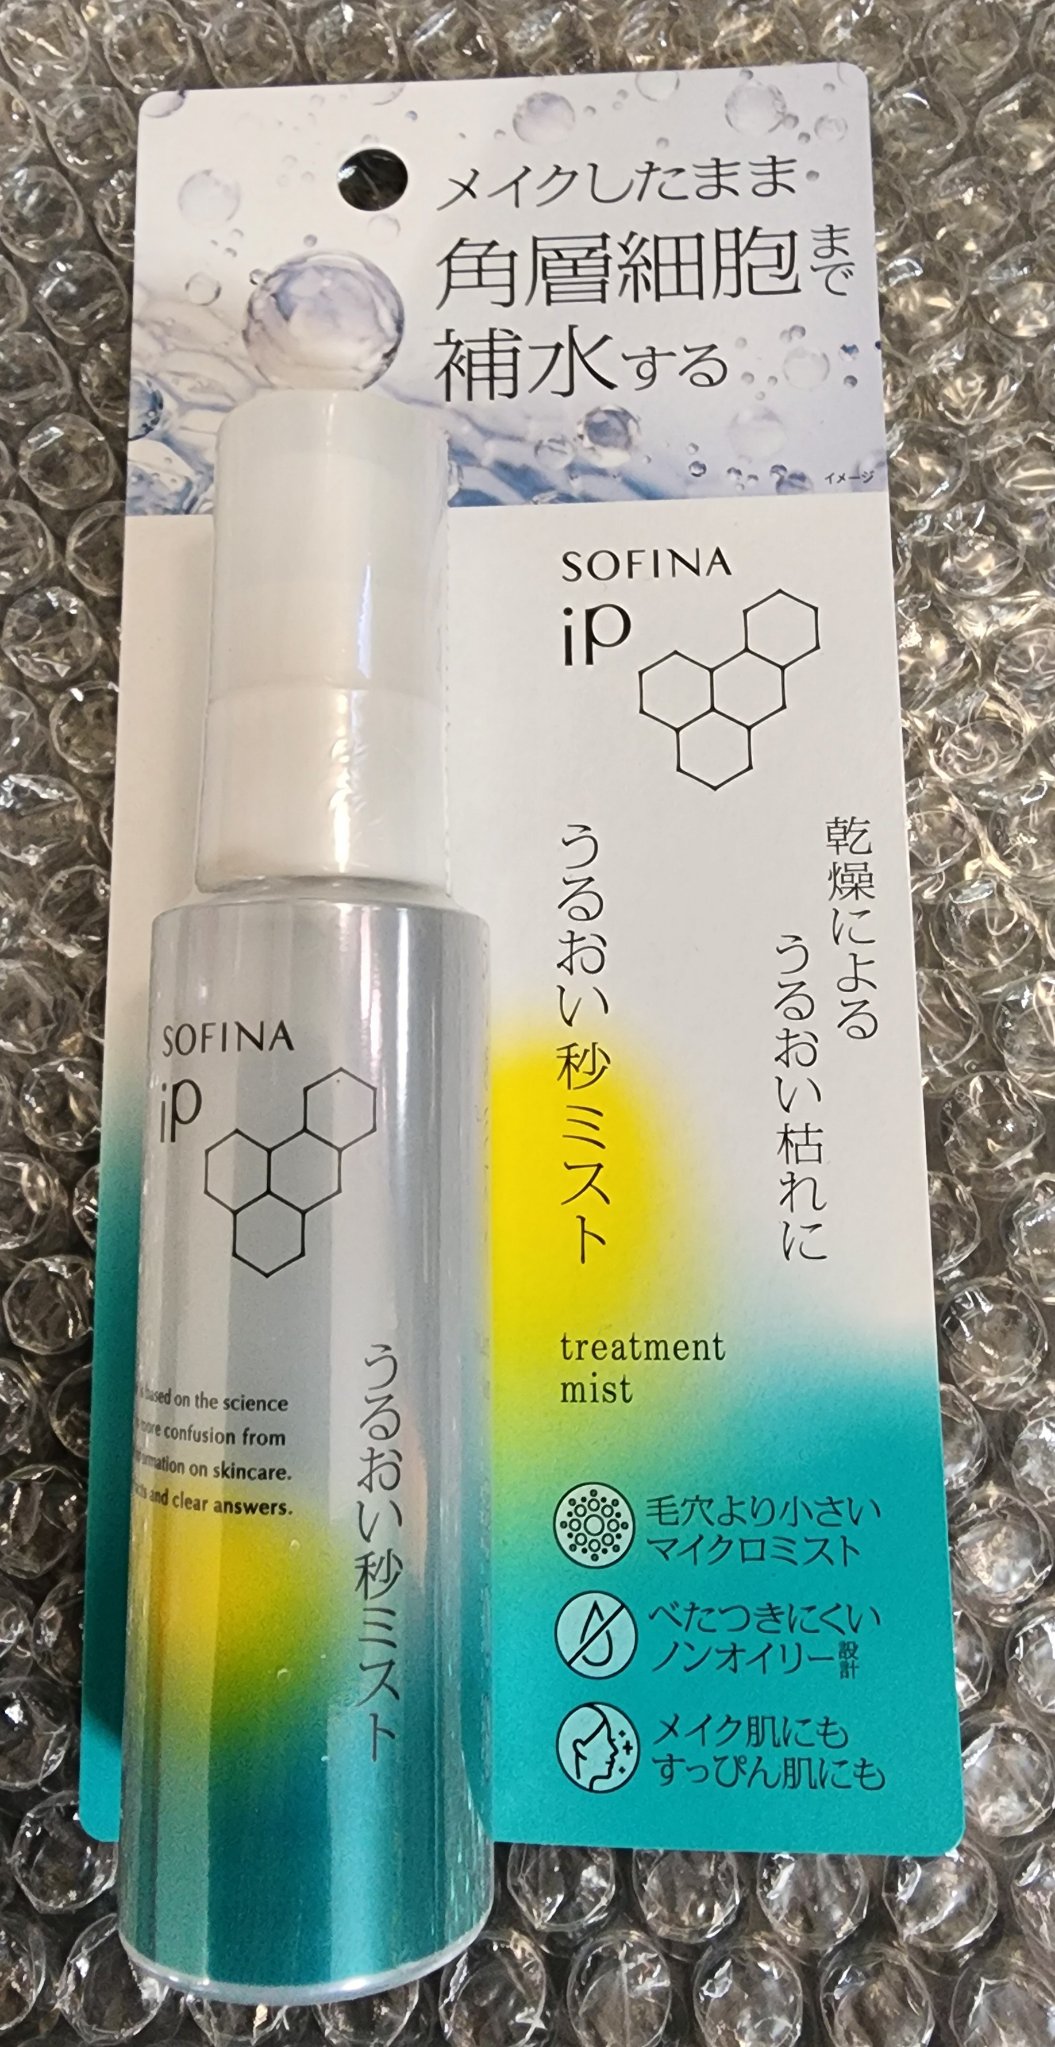 メイクしたまま
角層細胞まで
補水する
イメージ
SOFINA
iP
乾燥による
うるおい枯れに
うるおい秒ミスト
treatment
mist
毛穴より小さい
マイクロミスト
べたつきにくい
ノンオイリー設計
メイク肌にも
すっぴん肌にも
SOFINA
iP
based on the science
more confusion from
on skincare.
and clear answers.
うるおい秒ミスト